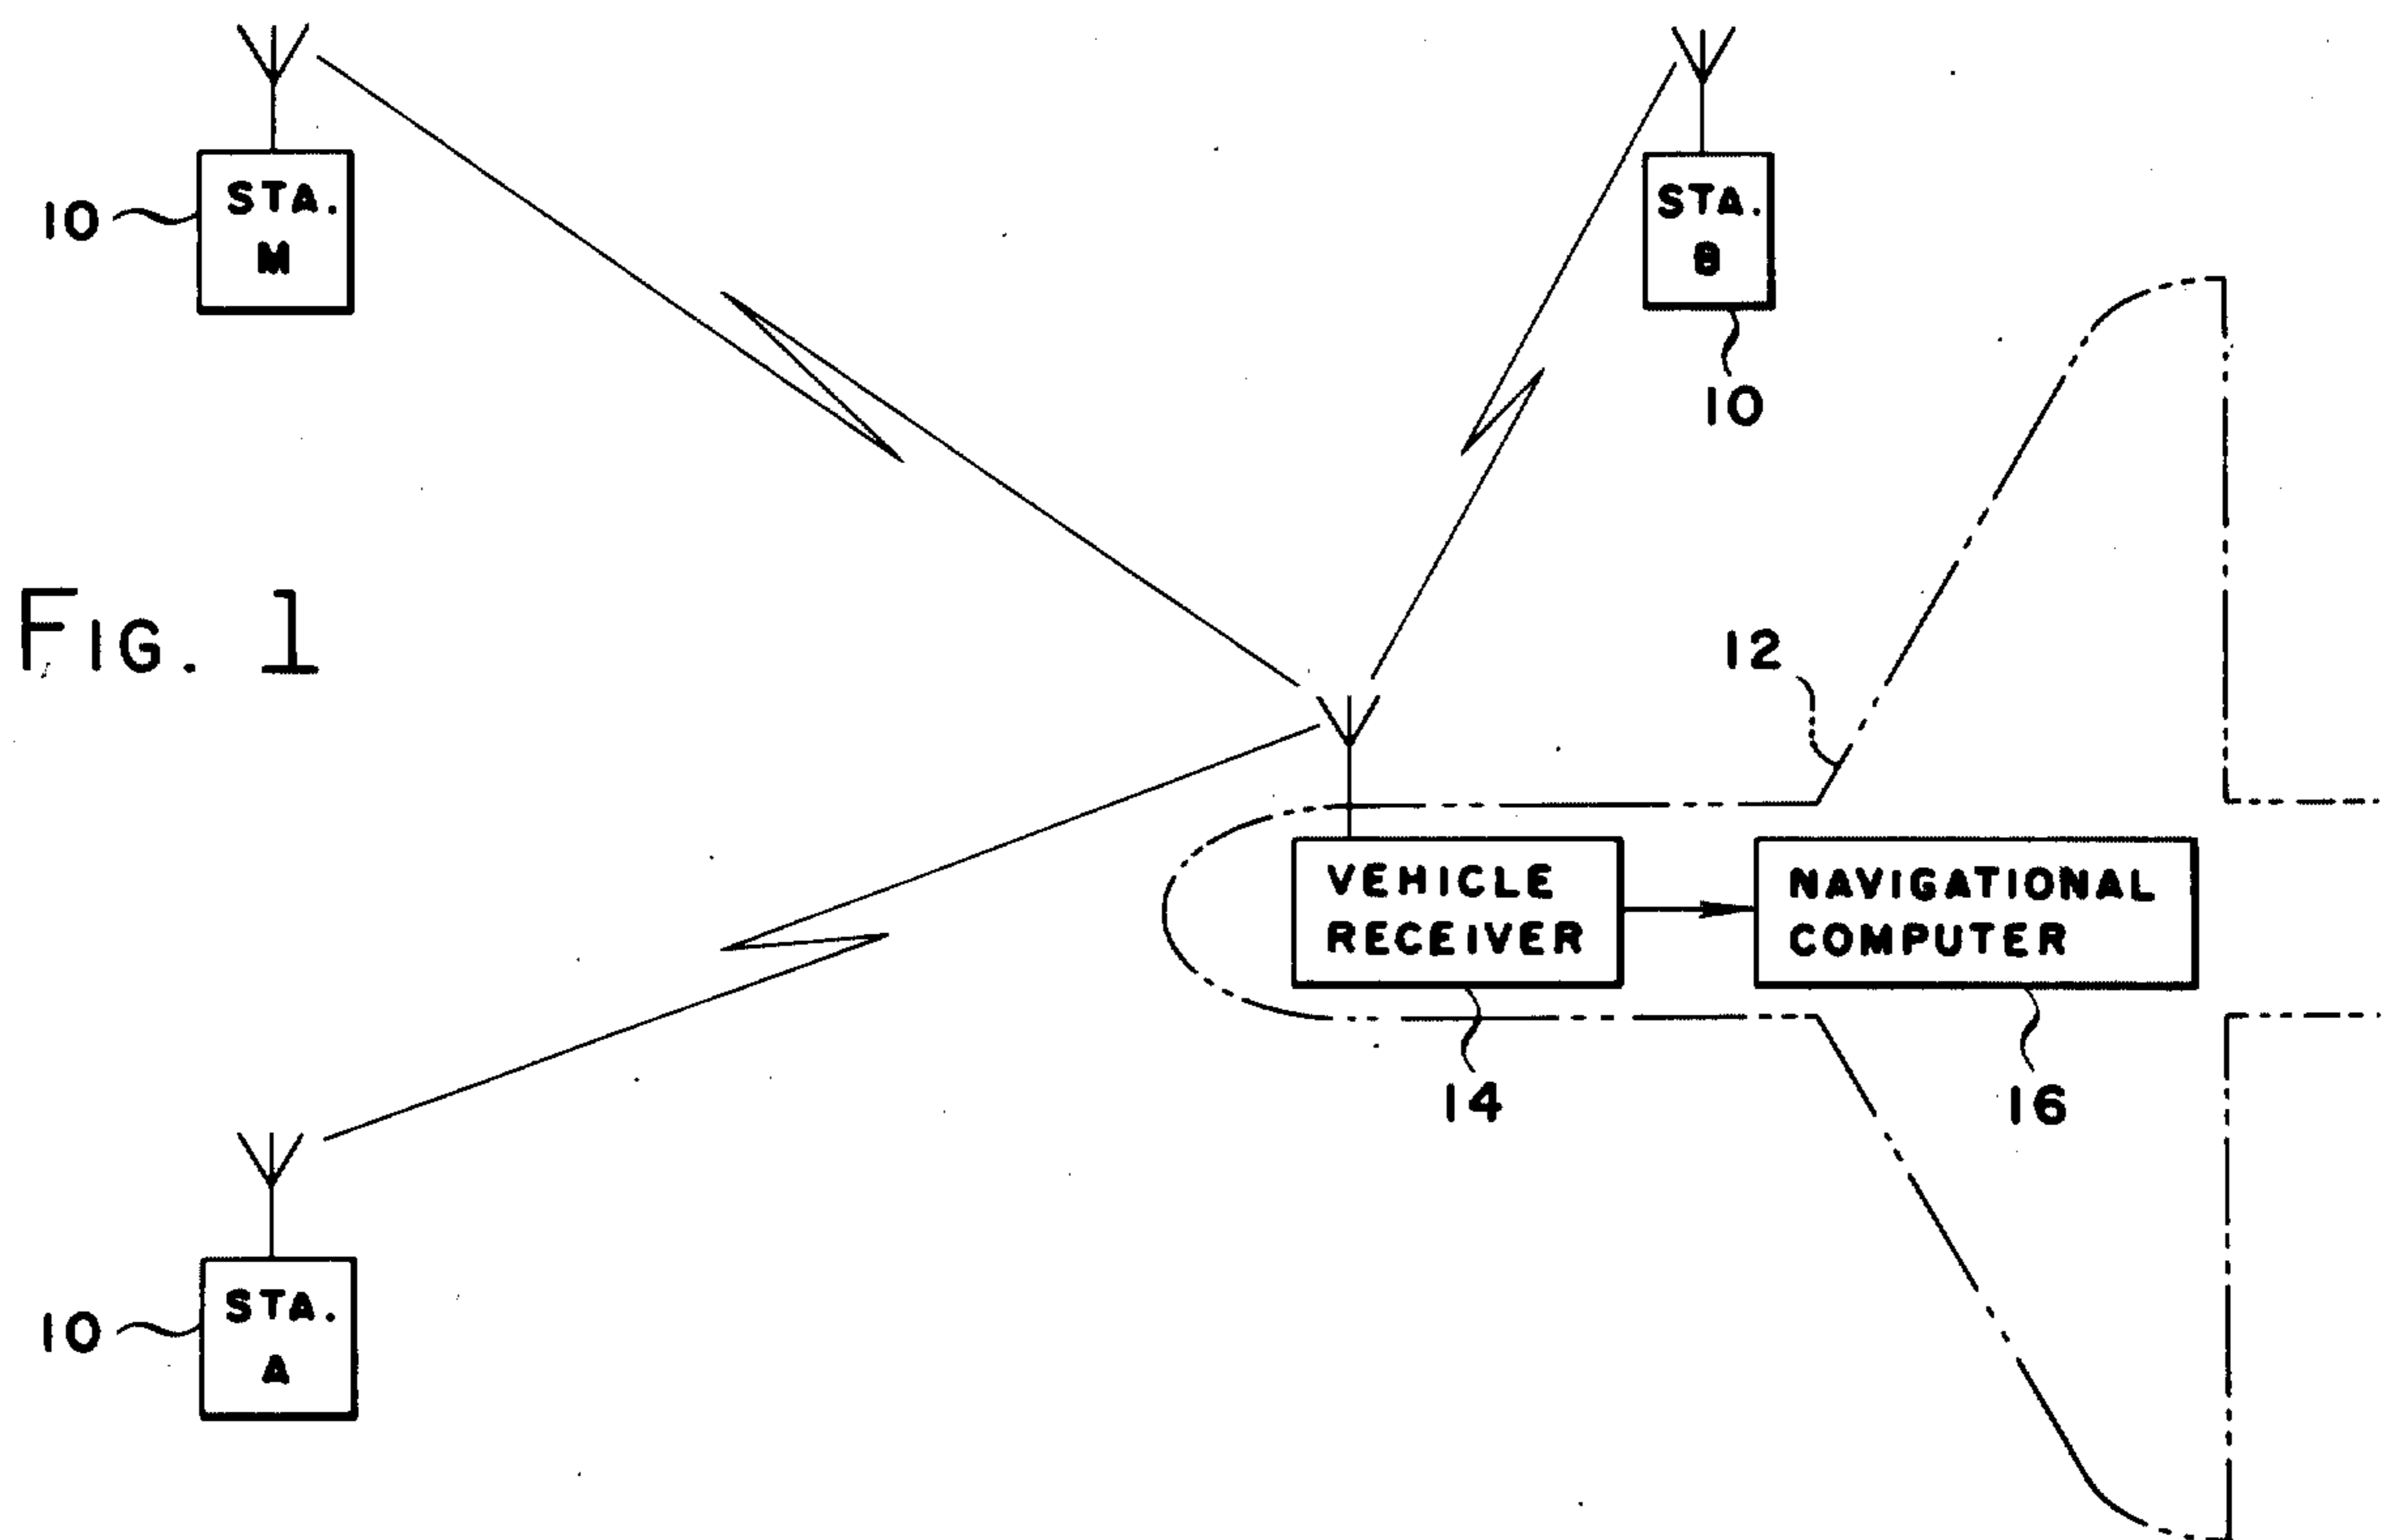 10
STA.
M
STA.
B
10
FIG. 1
12
VEHICLE
RECEIVER
NAVIGATIONAL
COMPUTER
14
16
10
STA.
A